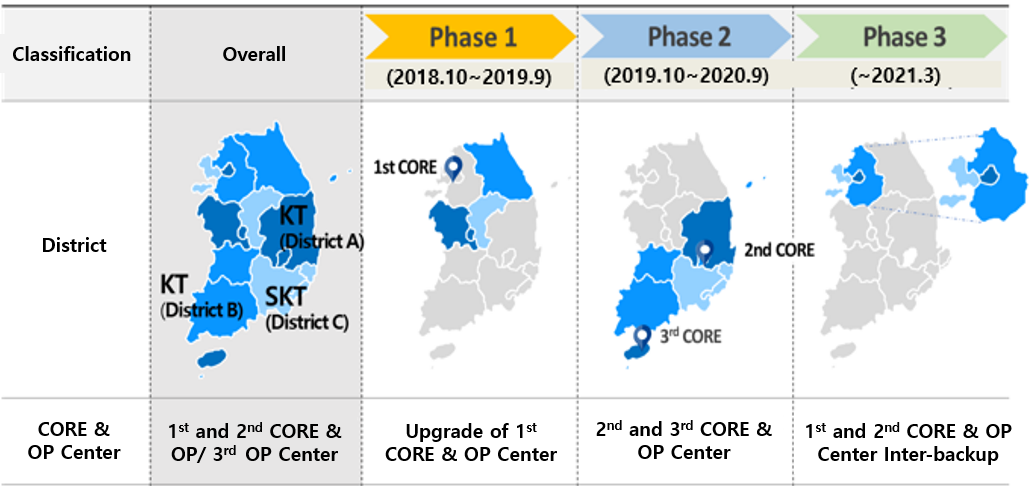 Classification
Overall
Phase 1
(2018.10~2019.9)
Phase 2
(2019.10~2020.9)
Phase 3
(~2021.3)
District
KT
(District A)
KT
(District B)
SKT
(District C)
1st CORE
2nd CORE
3rd CORE
CORE &
OP Center
1st and 2nd CORE &
OP/ 3rd OP Center
Upgrade of 1st
CORE & OP Center
2nd and 3rd CORE &
OP Center
1st and 2nd CORE & OP
Center Inter-backup